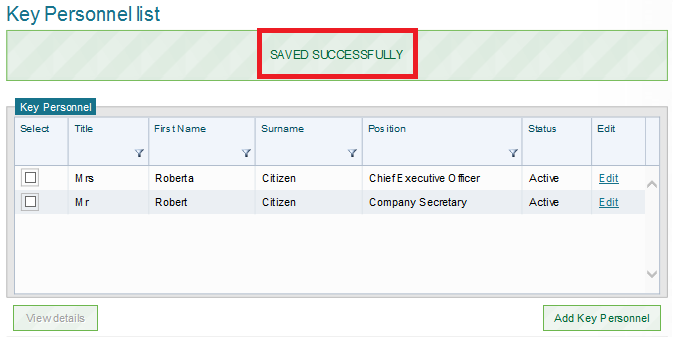 Key Personnel list
SAVED SUCCESSFULLY
Key Personnel
Select Title First Name Surname Position Status Edit
Mrs Roberta Citizen Chief Executive Officer Active Edit
Mr Robert Citizen Company Secretary Active Edit
View details Add Key Personnel